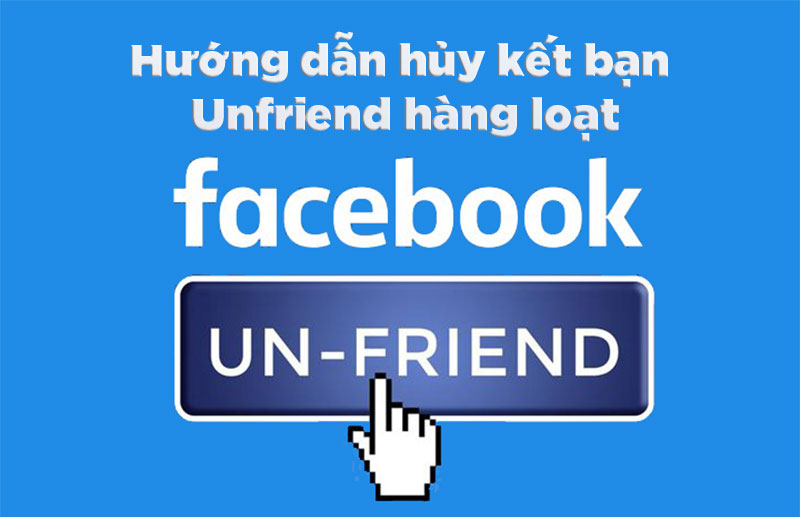 Hướng dẫn hủy kết bạn
Unfriend hàng loạt
facebook
UN-FRIEND